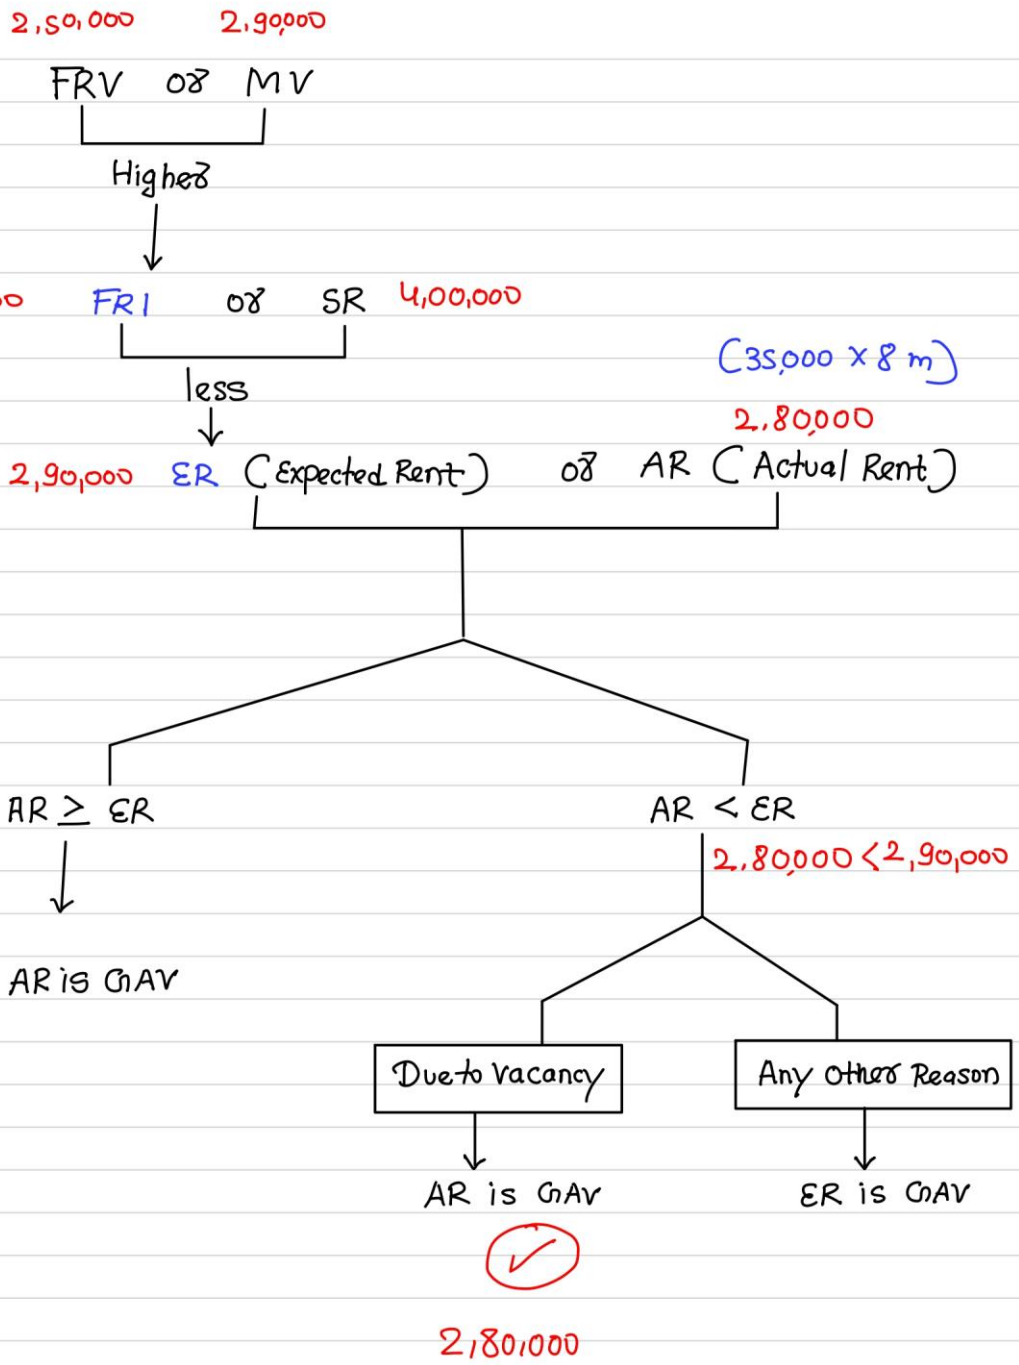 2,50,000 2,90,000
FRV or MV
Higher
FRI or SR 4,00,000
(35,000 × 8 m)
less
2,80,000
2,90,000 ER (Expected Rent) or AR (Actual Rent)
AR ≥ ER AR < ER
2,80,000 < 2,90,000
AR is GAV
Due to Vacancy Any other Reason
AR is GAV ER is GAV
2,80,000